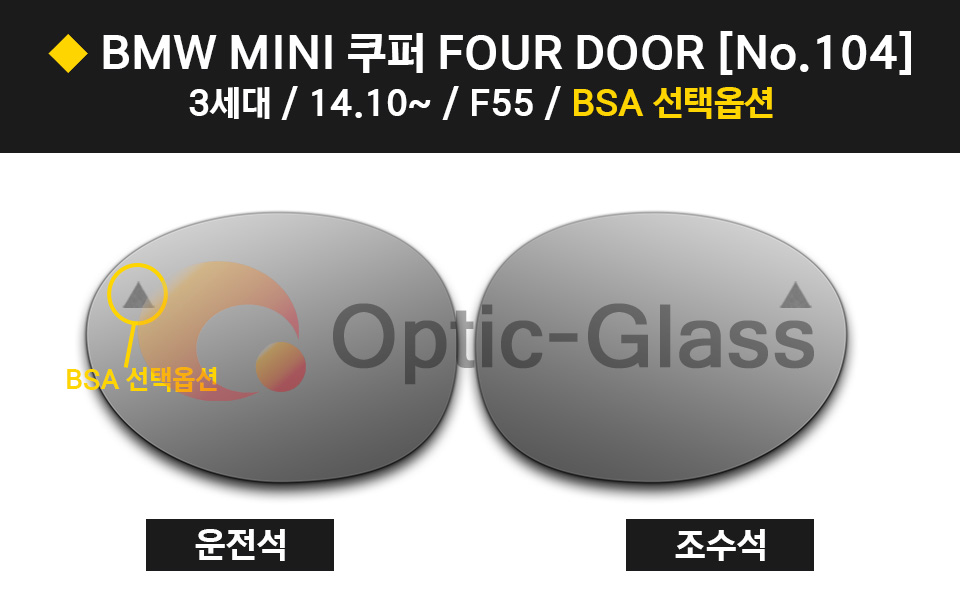 ◆ BMW MINI 쿠퍼 FOUR DOOR [No.104]
3세대 / 14.10~ / F55 / BSA 선택옵션
Optic-Glass
BSA 선택옵션
운전석
조수석